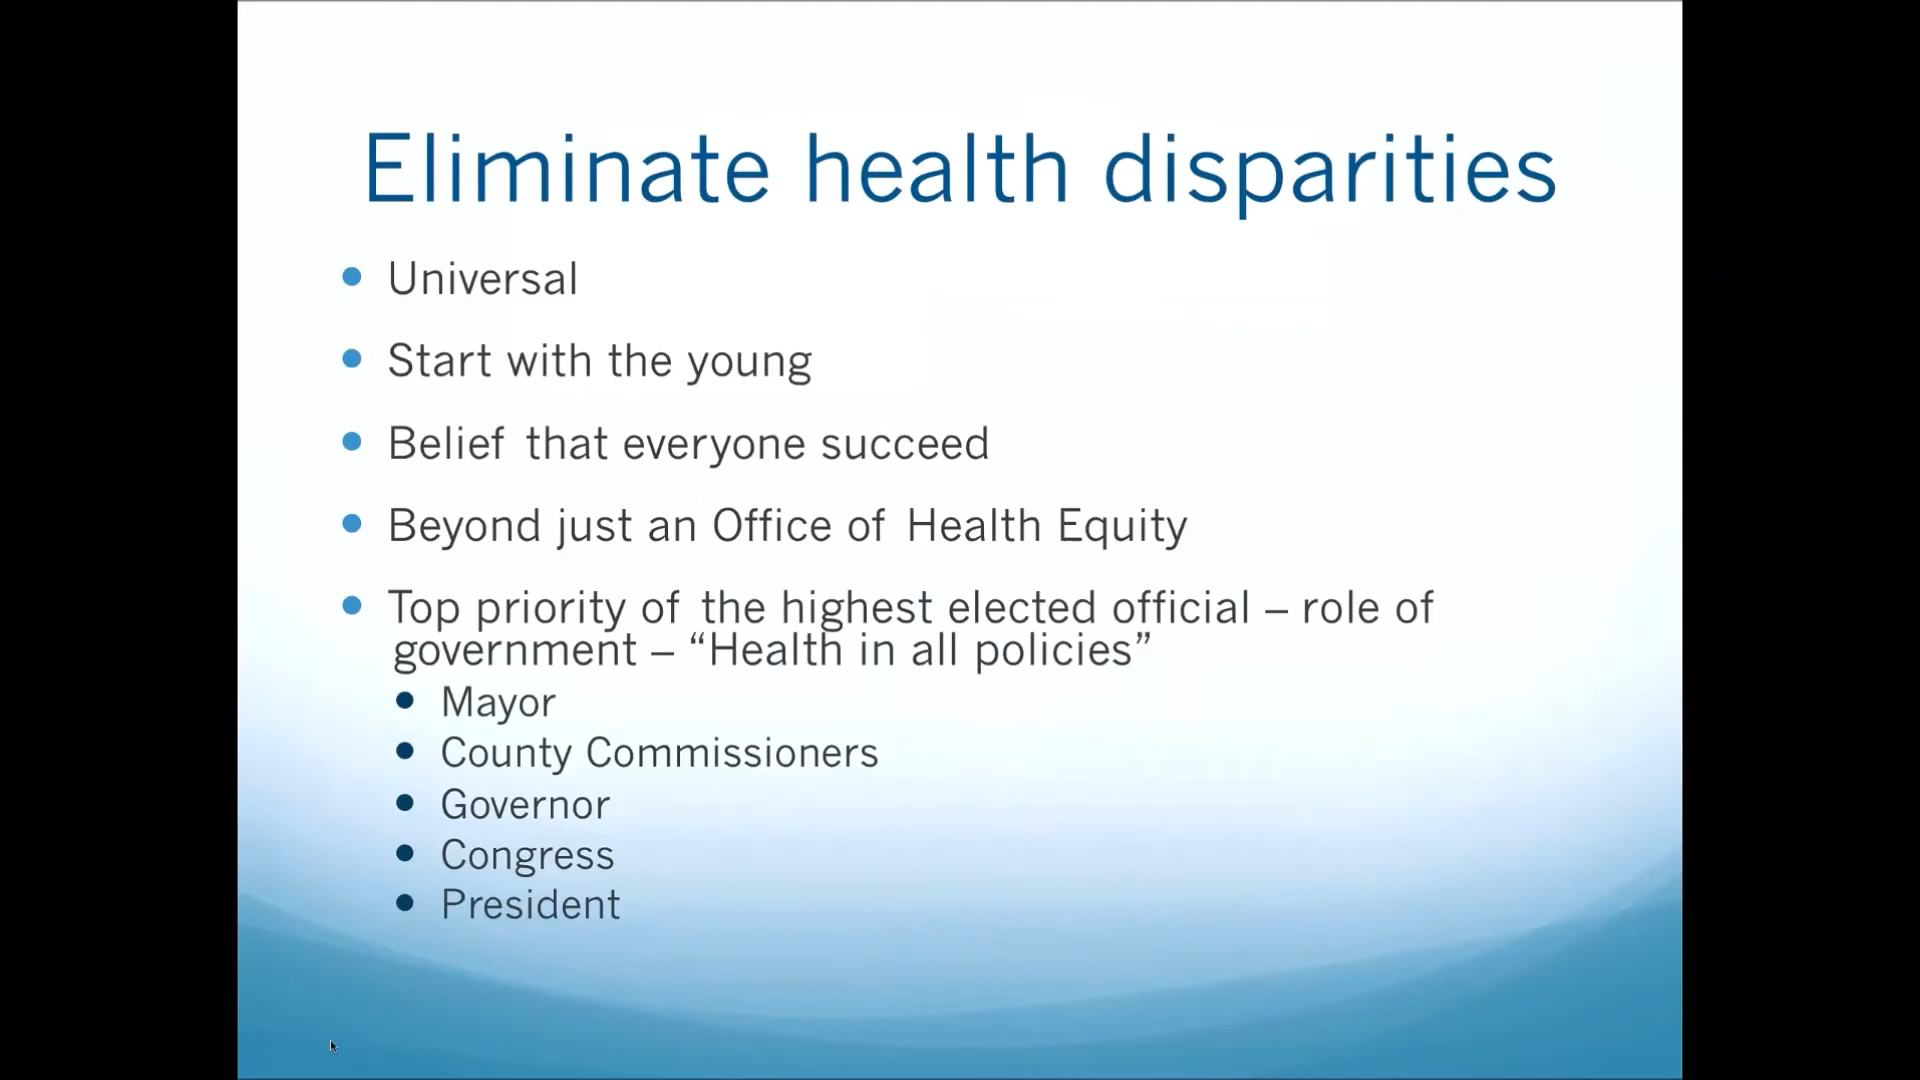 Eliminate health disparities
• Universal
• Start with the young
• Belief that everyone succeed
• Beyond just an Office of Health Equity
• Top priority of the highest elected official – role of
government – “Health in all policies”
• Mayor
• County Commissioners
• Governor
• Congress
• President